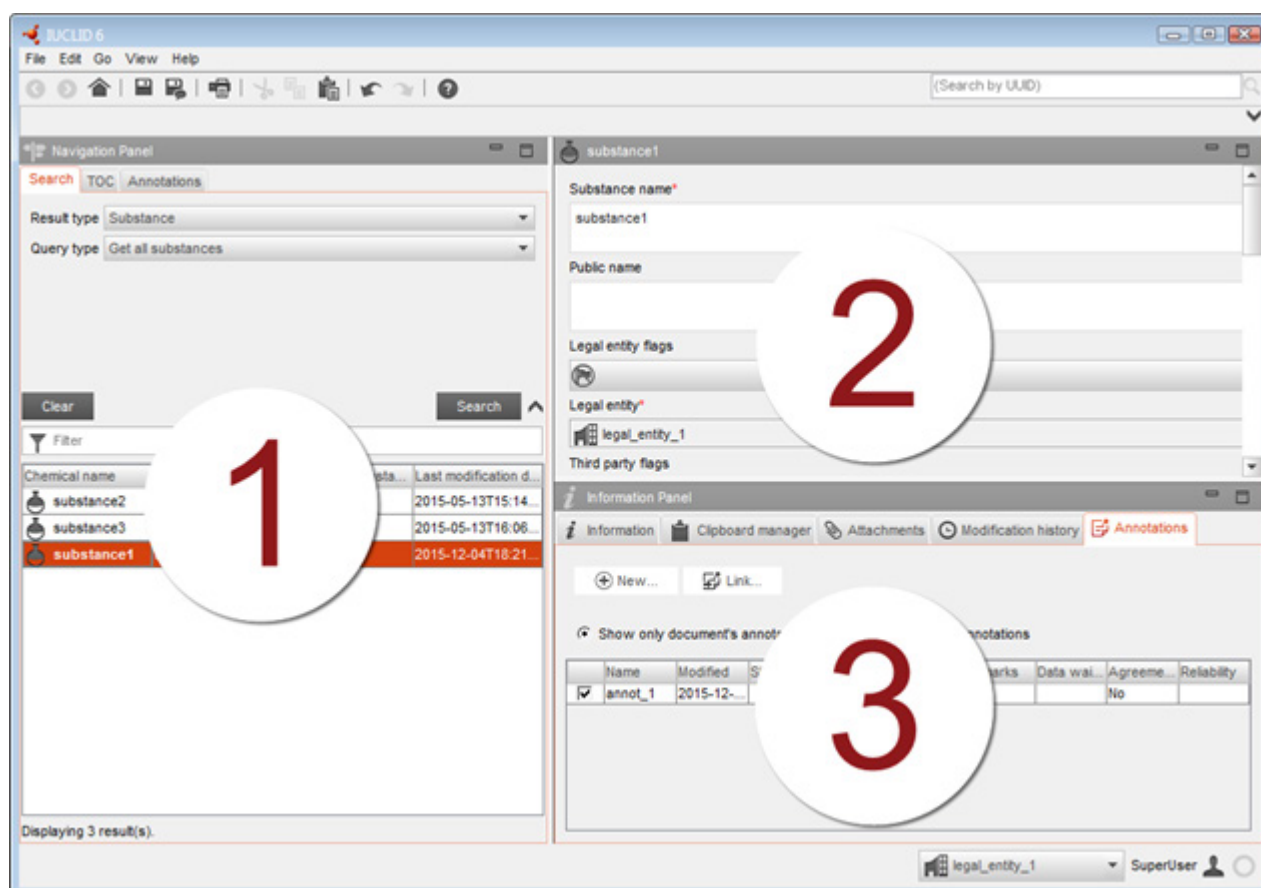 IUCLID 6
File Edit Go View Help
(Search by UUID)
Navigation Panel
Search TOC Annotations
Result type Substance
Query type Get all substances
Clear Search
Filter
Chemical name Last modification d...
substance2 2015-05-13T15:14...
substance3 2015-05-13T16:06...
substance1 2015-12-04T18:21...
Displaying 3 result(s).
1
substance1
Substance name*
substance1
Public name
Legal entity flags
Legal entity*
legal_entity_1
Third party flags
2
Information Panel
Information Clipboard manager Attachments Modification history Annotations
New... Link...
Show only document's
Name Modified Data wai... Agreeme... Reliability
annot_1 2015-12-... No
3
legal_entity_1 SuperUser